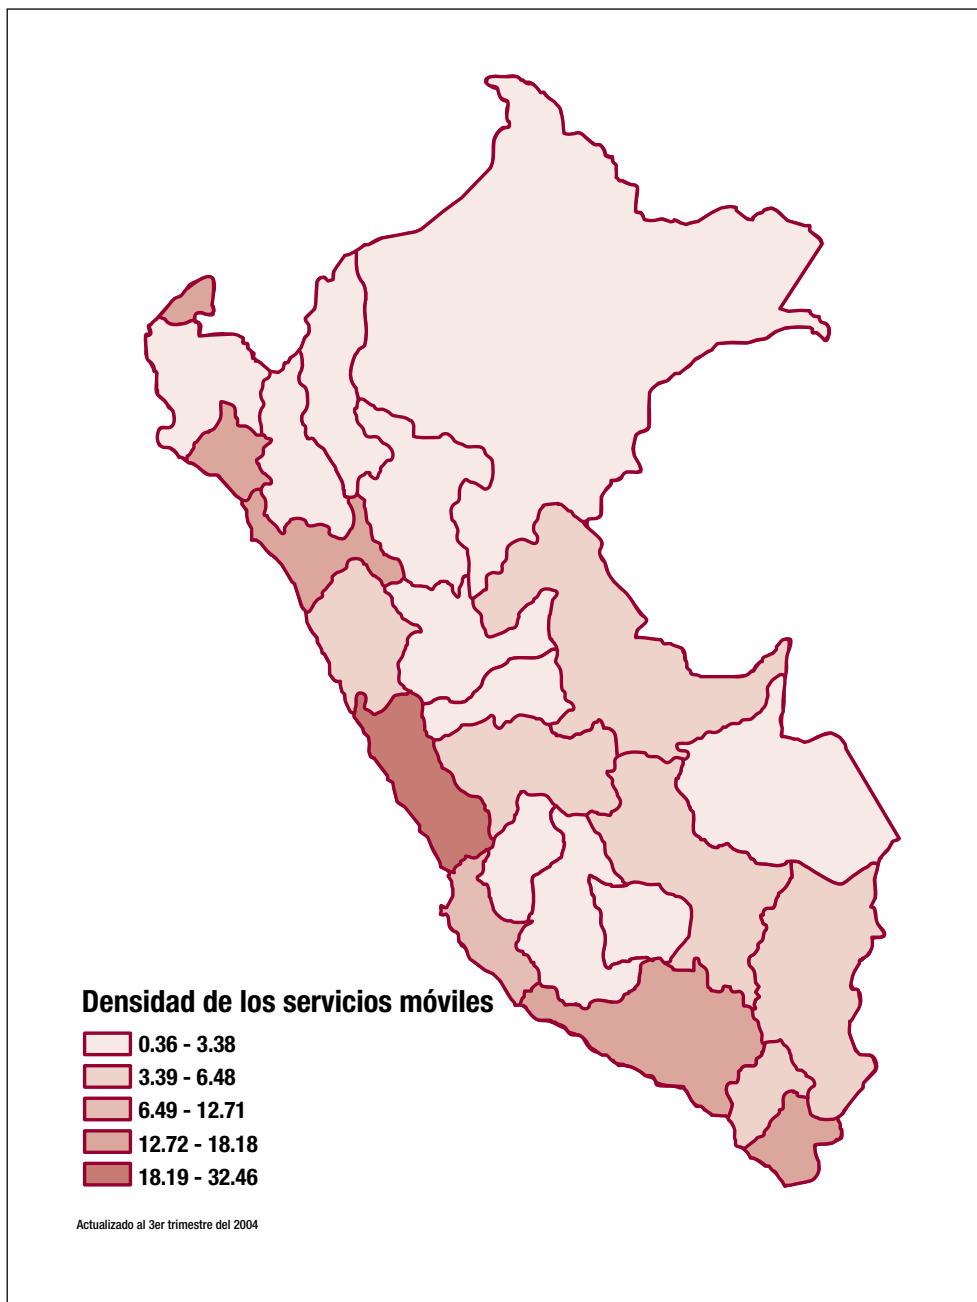 Densidad de los servicios móviles
0.36 - 3.38
3.39 - 6.48
6.49 - 12.71
12.72 - 18.18
18.19 - 32.46
Actualizado al 3er trimestre del 2004